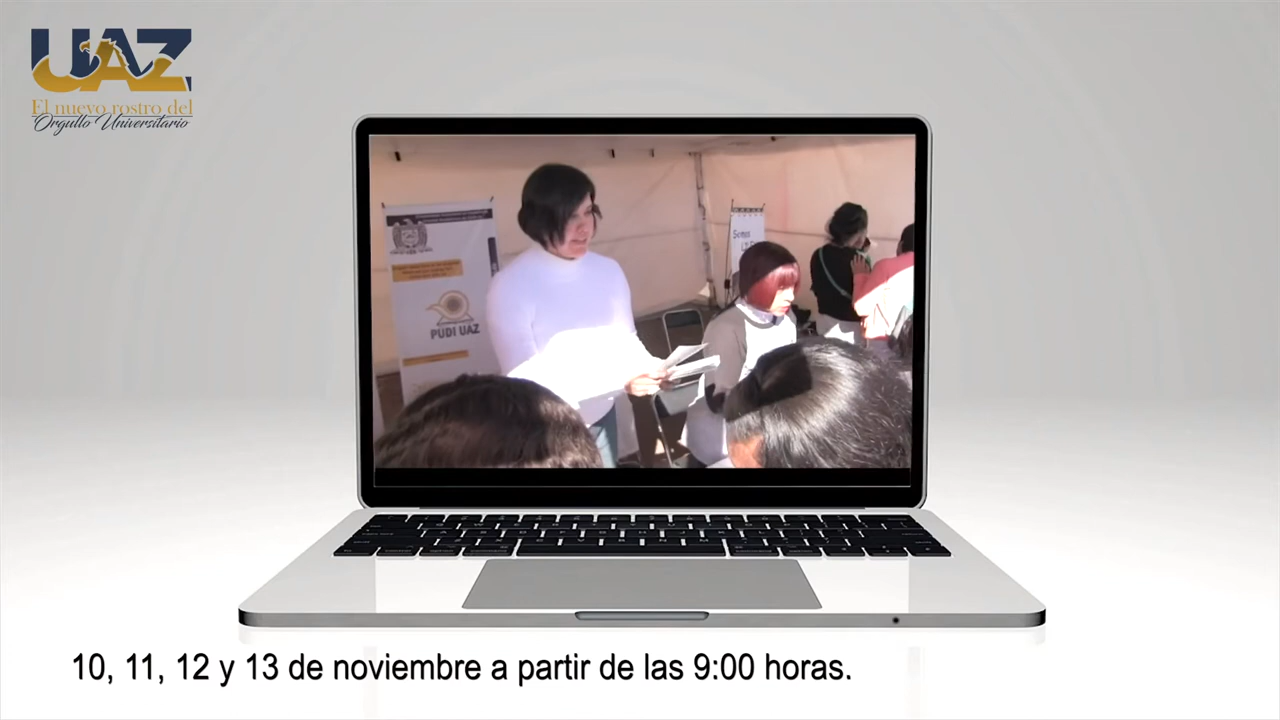 UAZ
El nuevo rostro del
Orgullo Universitario
PUDI UAZ
10, 11, 12 y 13 de noviembre a partir de las 9:00 horas.